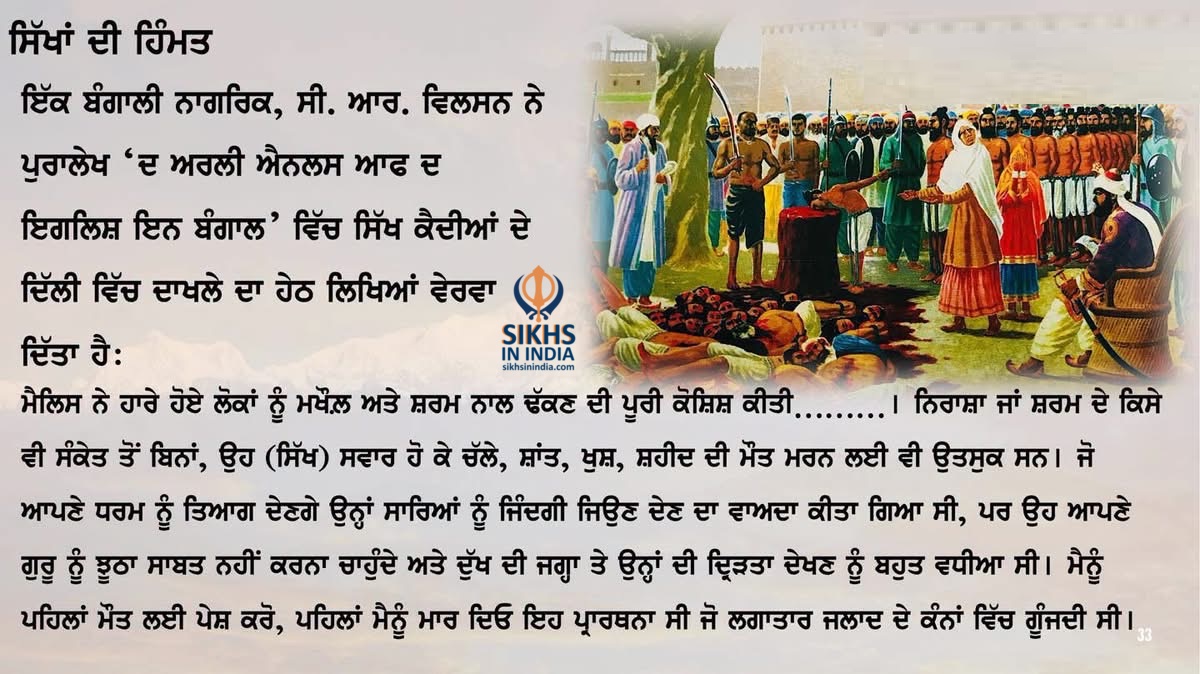 ਸਿੱਖਾਂ ਦੀ ਹਿੰਮਤ
ਇੱਕ ਬੰਗਾਲੀ ਨਾਗਰਿਕ, ਸੀ. ਆਰ. ਵਿਲਸਨ ਨੇ
ਪੁਰਾਲੇਖ ‘ਦ ਅਰਲੀ ਐਨਲਸ ਆਫ ਦ
ਇਗਲਿਸ਼ ਇਨ ਬੰਗਾਲ’ ਵਿੱਚ ਸਿੱਖ ਕੈਦੀਆਂ ਦੇ
ਦਿੱਲੀ ਵਿੱਚ ਦਾਖਲੇ ਦਾ ਹੇਠ ਲਿਖਿਆਂ ਵੇਰਵਾ
ਦਿੱਤਾ ਹੈ:
SIKHS
IN INDIA
sikhsinindia.com
ਮੈਲਿਸ ਨੇ ਹਾਰੇ ਹੋਏ ਲੋਕਾਂ ਨੂੰ ਮਖੌਲ਼ ਅਤੇ ਸ਼ਰਮ ਨਾਲ ਢੱਕਣ ਦੀ ਪੂਰੀ ਕੋਸ਼ਿਸ਼ ਕੀਤੀ.........। ਨਿਰਾਸ਼ਾ ਜਾਂ ਸ਼ਰਮ ਦੇ ਕਿਸੇ
ਵੀ ਸੰਕੇਤ ਤੋਂ ਬਿਨਾਂ, ਉਹ (ਸਿੱਖ) ਸਵਾਰ ਹੋ ਕੇ ਚੱਲੇ, ਸ਼ਾਂਤ, ਖੁਸ਼, ਸ਼ਹੀਦ ਦੀ ਮੌਤ ਮਰਨ ਲਈ ਵੀ ਉਤਸੁਕ ਸਨ। ਜੋ
ਆਪਣੇ ਧਰਮ ਨੂੰ ਤਿਆਗ ਦੇਣਗੇ ਉਨ੍ਹਾਂ ਸਾਰਿਆਂ ਨੂੰ ਜਿੰਦਗੀ ਜਿਉਣ ਦੇਣ ਦਾ ਵਾਅਦਾ ਕੀਤਾ ਗਿਆ ਸੀ, ਪਰ ਉਹ ਆਪਣੇ
ਗੁਰੂ ਨੂੰ ਝੂਠਾ ਸਾਬਤ ਨਹੀਂ ਕਰਨਾ ਚਾਹੁੰਦੇ ਅਤੇ ਦੁੱਖ ਦੀ ਜਗ੍ਹਾ ਤੇ ਉਨ੍ਹਾਂ ਦੀ ਦ੍ਰਿੜਤਾ ਦੇਖਣ ਨੂੰ ਬਹੁਤ ਵਧੀਆ ਸੀ। ਮੈਨੂੰ
ਪਹਿਲਾਂ ਮੌਤ ਲਈ ਪੇਸ਼ ਕਰੋ, ਪਹਿਲਾਂ ਮੈਨੂੰ ਮਾਰ ਦਿਓ ਇਹ ਪ੍ਰਾਰਥਨਾ ਸੀ ਜੋ ਲਗਾਤਾਰ ਜਲਾਦ ਦੇ ਕੰਨਾਂ ਵਿੱਚ ਗੂੰਜਦੀ ਸੀ।
33